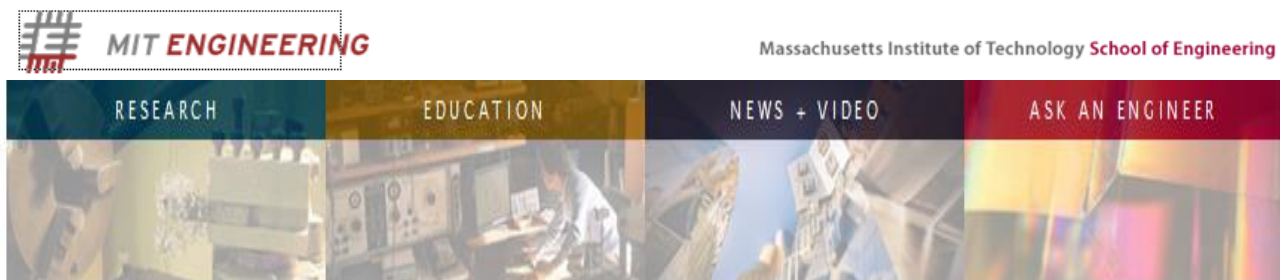 MIT ENGINEERING
Massachusetts Institute of Technology School of Engineering
RESEARCH
EDUCATION
NEWS + VIDEO
ASK AN ENGINEER